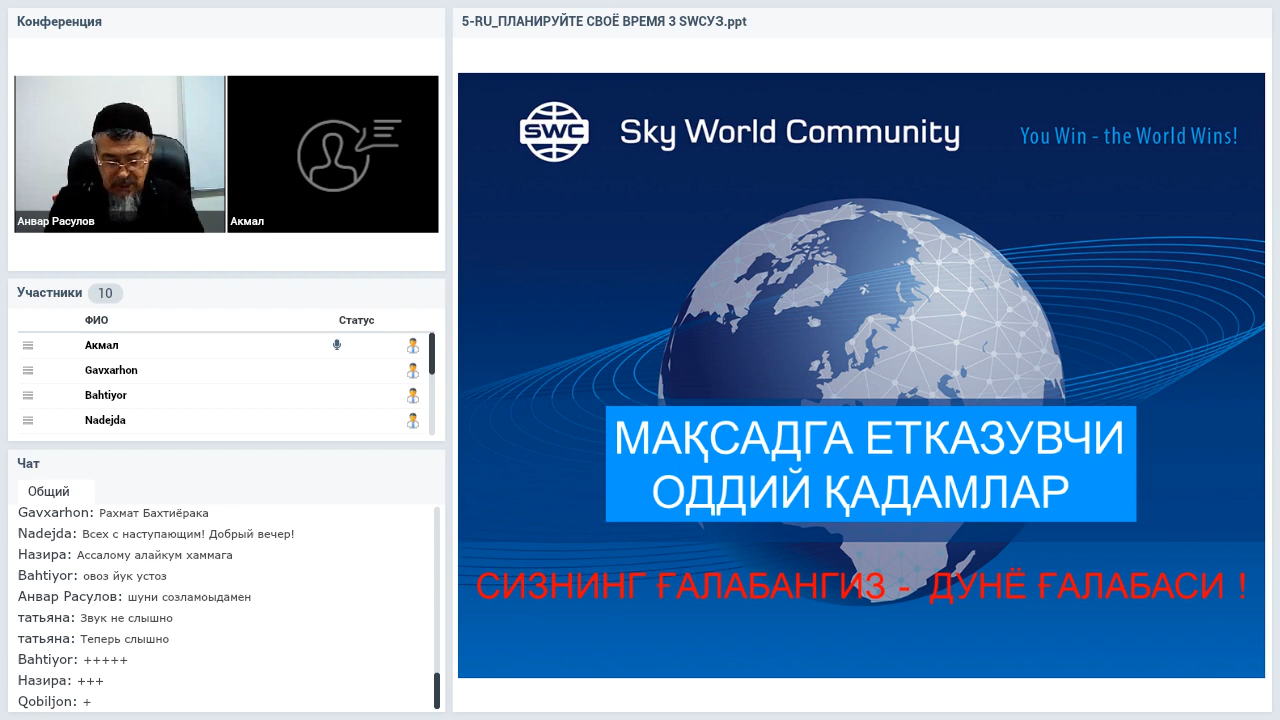 Конференция
Анвар Расулов
Акмал
Участники 10
ФИО Статус
Акмал
Gavxarhon
Bahtiyor
Nadejda
Чат
Общий
Gavxarhon: Рахмат Бахтиёрака
Nadejda: Всех с наступающим! Добрый вечер!
Назира: Ассалому алайкум хаммага
Bahtiyor: овоз йук устоз
Анвар Расулов: шуни созламоыдамен
татьяна: Звук не слышно
татьяна: Теперь слышно
Bahtiyor: +++++
Назира: +++
Qobiljon: +
5-RU_ПЛАНИРУЙТЕ СВОЁ ВРЕМЯ 3 SWCУЗ.ppt
SWC Sky World Community
You Win - the World Wins!
МАҚСАДГА ЕТКАЗУВЧИ
ОДДИЙ ҚАДАМЛАР
СИЗНИНГ ҒАЛАБАНГИЗ - ДУНЁ ҒАЛАБАСИ !